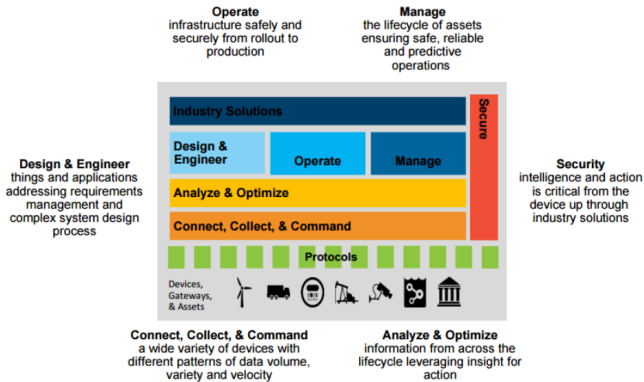 Operate
infrastructure safely and
securely from rollout to
production
Manage
the lifecycle of assets
ensuring safe, reliable
and predictive
operations
Design & Engineer
things and applications
addressing requirements
management and
complex system design
process
Industry Solutions
Design &
Engineer
Operate
Manage
Secure
Analyze & Optimize
Connect, Collect, & Command
Protocols
Devices,
Gateways,
& Assets
Security
intelligence and action
is critical from the
device up through
industry solutions
Connect, Collect, & Command
a wide variety of devices with
different patterns of data volume,
variety and velocity
Analyze & Optimize
information from across the
lifecycle leveraging insight for
action